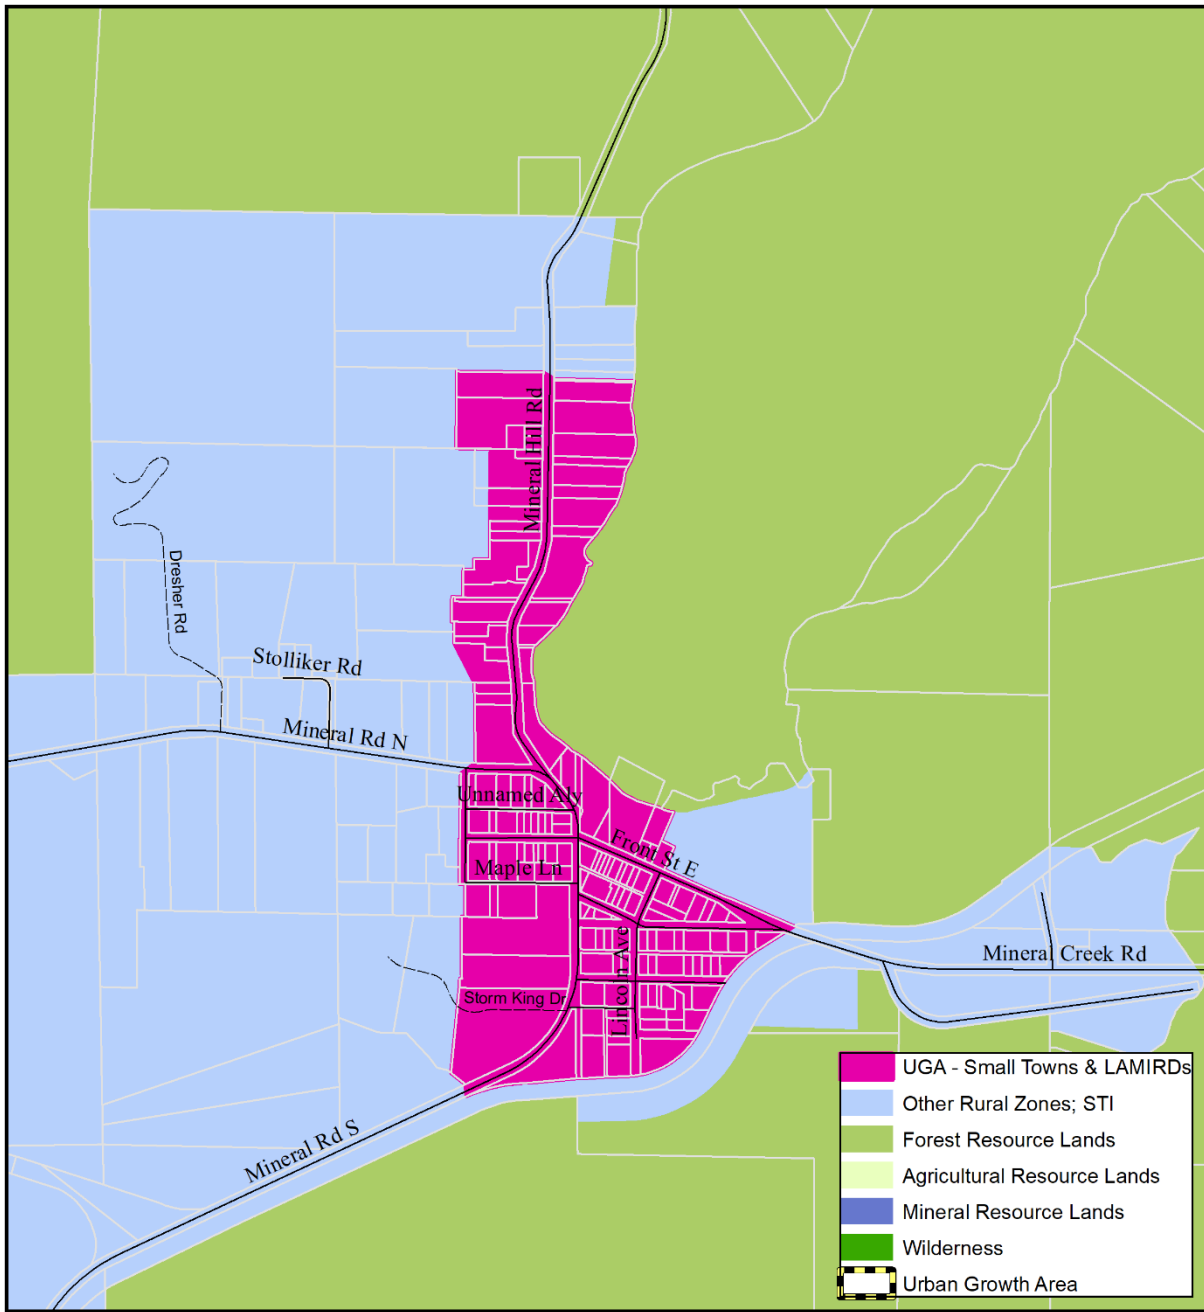 Mineral Hill Rd
Dresher Rd
Stolliker Rd
Mineral Rd N
Unnamed Aly
Front St E
Maple Ln
Lincoln Ave
Mineral Creek Rd
Storm King Dr
Mineral Rd S
UGA - Small Towns & LAMIRDs
Other Rural Zones; STI
Forest Resource Lands
Agricultural Resource Lands
Mineral Resource Lands
Wilderness
Urban Growth Area